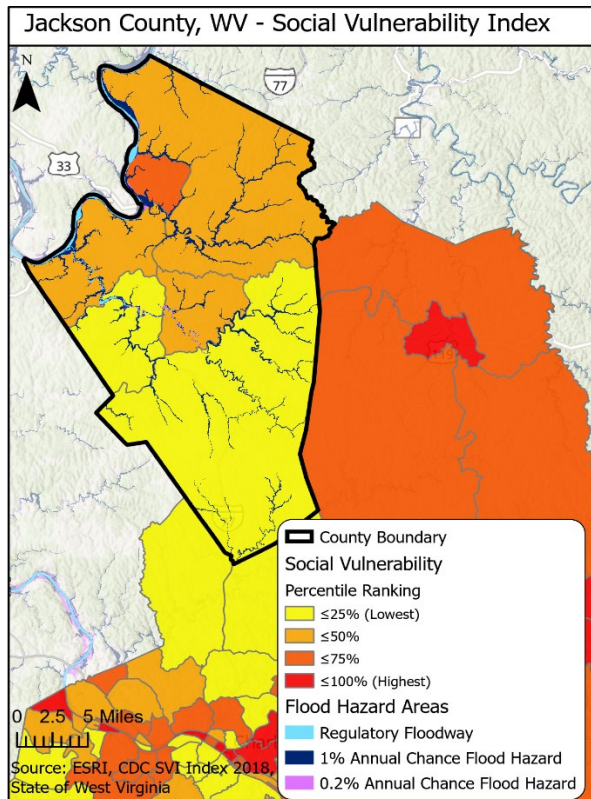 Jackson County, WV - Social Vulnerability Index
N
77
33
County Boundary
Social Vulnerability
Percentile Ranking
≤25% (Lowest)
≤50%
≤75%
≤100% (Highest)
Flood Hazard Areas
Regulatory Floodway
1% Annual Chance Flood Hazard
0.2% Annual Chance Flood Hazard
0 2.5 5 Miles
Source: ESRI, CDC SVI Index 2018,
State of West Virginia